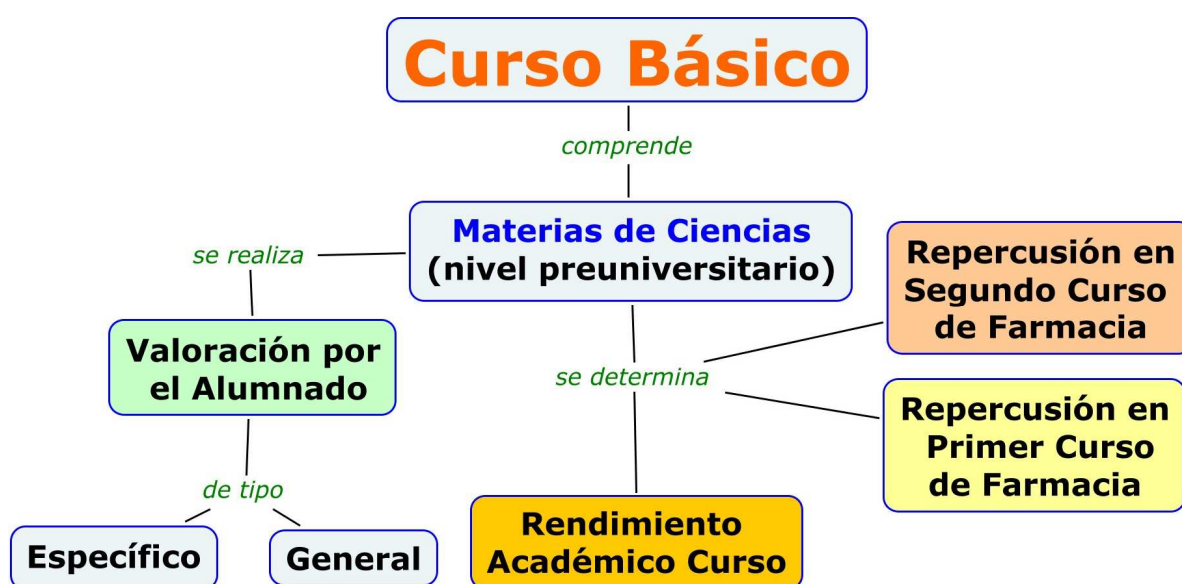 Curso Básico
comprende
Materias de Ciencias
(nivel preuniversitario)
se realiza
Valoración por
el Alumnado
de tipo
Específico
General
se determina
Repercusión en
Segundo Curso
de Farmacia
Repercusión en
Primer Curso
de Farmacia
Rendimiento
Académico Curso